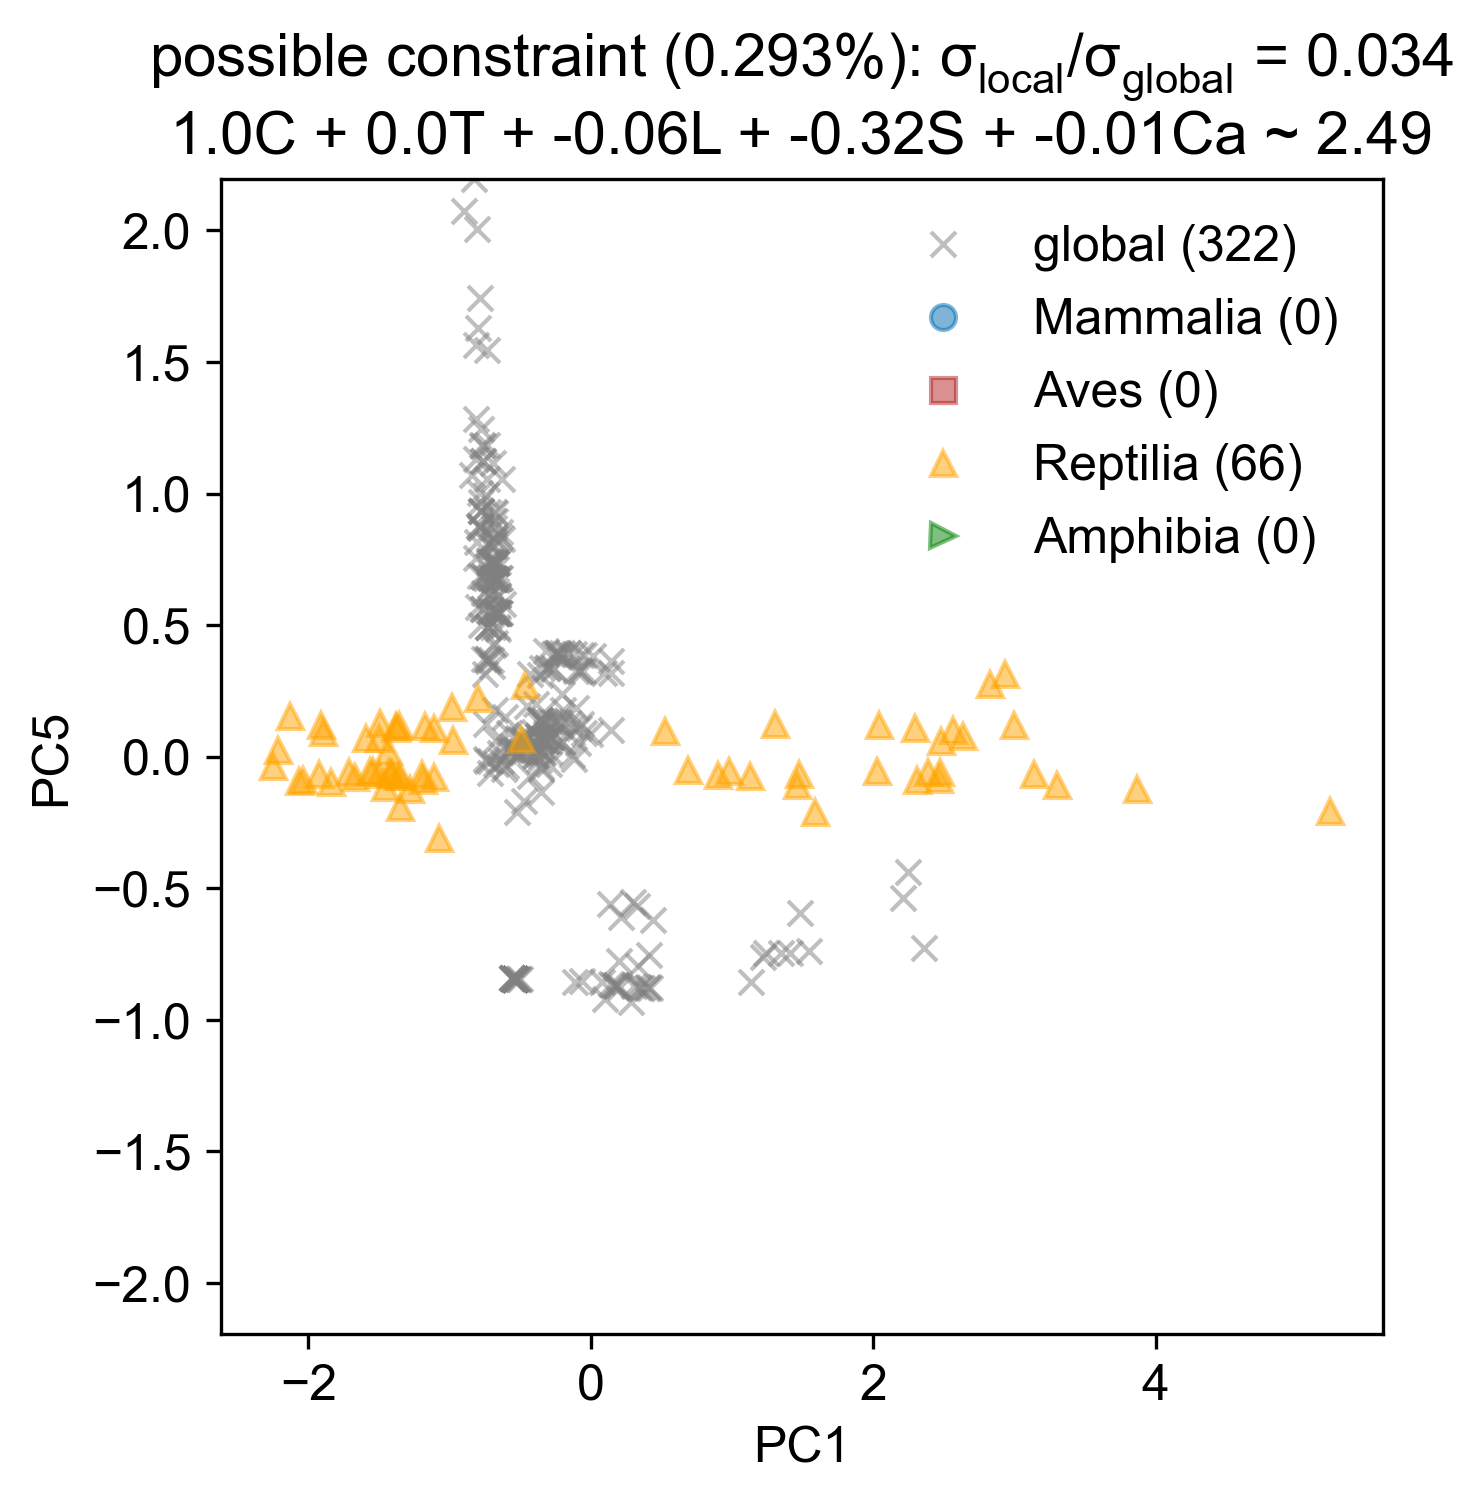 possible constraint (0.293%): σlocal/σglobal = 0.034
1.0C + 0.0T + -0.06L + -0.32S + -0.01Ca ~ 2.49
global (322)
Mammalia (0)
Aves (0)
Reptilia (66)
Amphibia (0)
2.0
1.5
1.0
0.5
0.0
−0.5
−1.0
−1.5
−2.0
PC5
−2 0 2 4
PC1